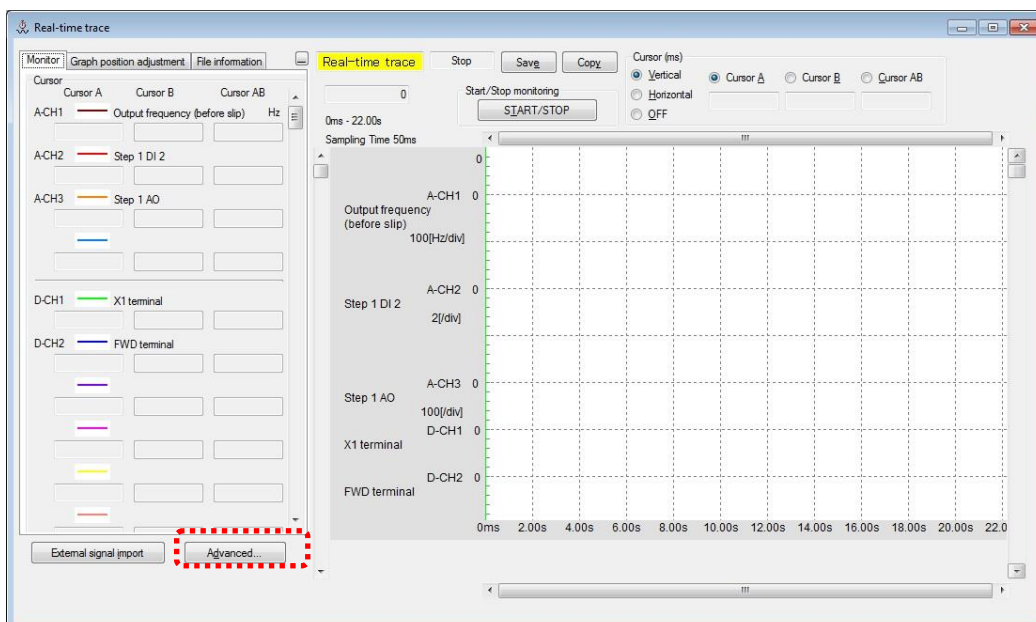 Real-time trace
Monitor Graph position adjustment File information
Cursor
Cursor A Cursor B Cursor AB
A-CH1 Output frequency (before slip) Hz
A-CH2 Step 1 DI 2
A-CH3 Step 1 AO
D-CH1 X1 terminal
D-CH2 FWD terminal
External signal import Advanced...
Real-time trace Stop Save Copy
0
Start/Stop monitoring
START/STOP
0ms - 22.00s
Sampling Time 50ms
Cursor (ms)
Vertical Cursor A Cursor B Cursor AB
Horizontal
OFF
0
A-CH1 0
Output frequency
(before slip)
100[Hz/div]
A-CH2 0
Step 1 DI 2
2[/div]
A-CH3 0
Step 1 AO
100[/div]
D-CH1 0
X1 terminal
D-CH2 0
FWD terminal
0ms 2.00s 4.00s 6.00s 8.00s 10.00s 12.00s 14.00s 16.00s 18.00s 20.00s 22.0